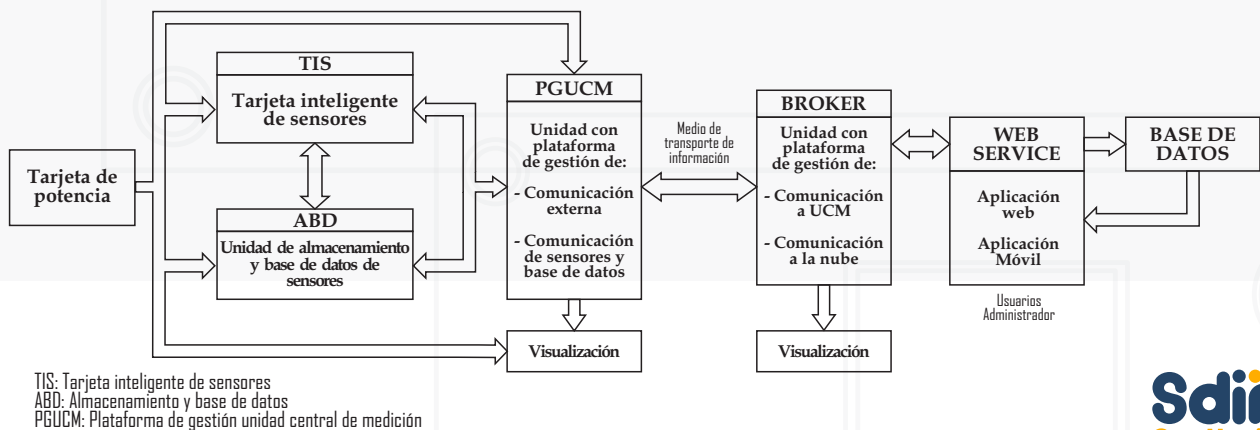 TIS
Tarjeta inteligente
de sensores
Tarjeta de
potencia
ABD
Unidad de almacenamiento
y base de datos de
sensores
PGUCM
Unidad con
plataforma
de gestión de:
- Comunicación
externa
- Comunicación
de sensores y
base de datos
Visualización
Medio de
transporte de
información
BROKER
Unidad con
plataforma
de gestión de:
- Comunicación
a UCM
- Comunicación
a la nube
Visualización
WEB
SERVICE
Aplicación
web
Aplicación
Móvil
Usuarios
Administrador
BASE DE
DATOS
TIS: Tarjeta inteligente de sensores
ABD: Almacenamiento y base de datos
PGUCM: Plataforma de gestión unidad central de medición